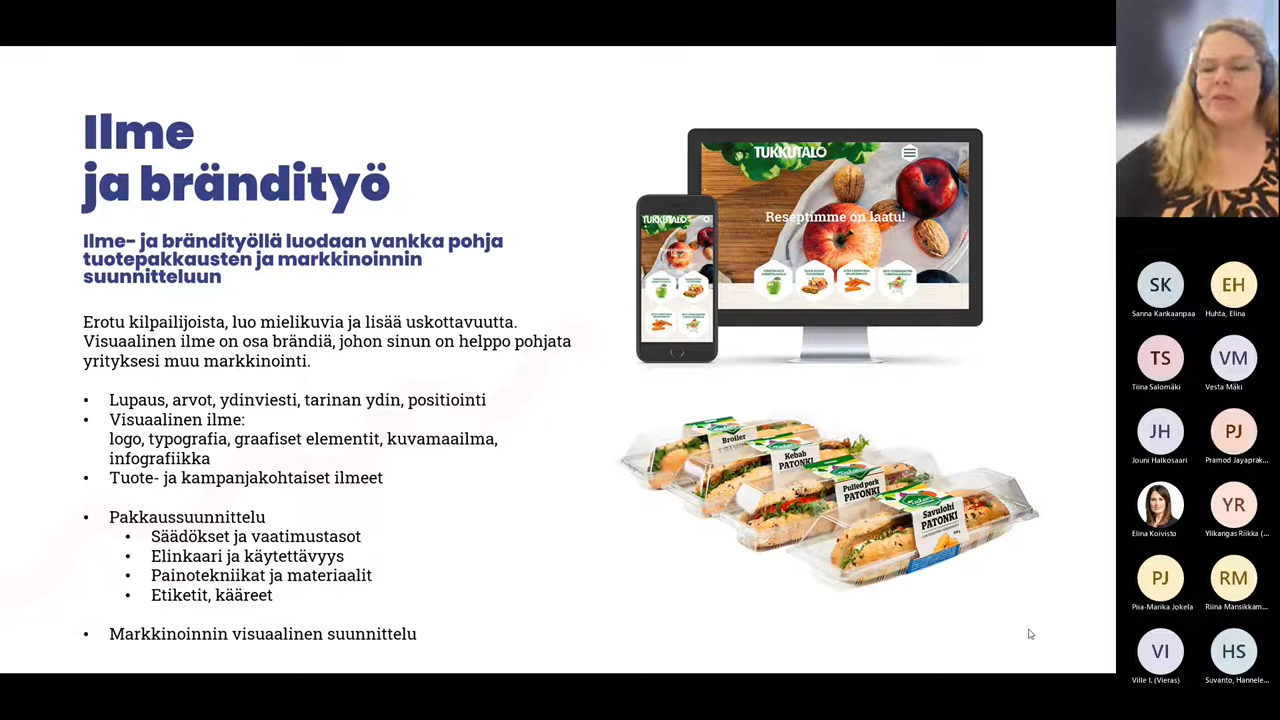 Ilme
ja brändityö
Ilme- ja brändityöllä luodaan vankka pohja
tuotepakkausten ja markkinoinnin
suunnitteluun
Erotu kilpailijoista, luo mielikuvia ja lisää uskottavuutta.
Visuaalinen ilme on osa brändiä, johon sinun on helppo pohjata
yrityksesi muu markkinointi.
• Lupaus, arvot, ydinviesti, tarinan ydin, positiointi
• Visuaalinen ilme:
logo, typografia, graafiset elementit, kuvamaailma,
infografiikka
• Tuote- ja kampanjakohtaiset ilmeet
• Pakkaussuunnittelu
• Säädökset ja vaatimustasot
• Elinkaari ja käytettävyys
• Painotekniikat ja materiaalit
• Etiketit, kääreet
• Markkinoinnin visuaalinen suunnittelu
TUKKUTALO
Reseptimme on laatu!
TUKKUTALO
Broiler
PATONKI
Kebab
PATONKI
Pulled pork
PATONKI
Savulohi
PATONKI
SK
Sanna Kankaanpaa
EH
Huhta, Elina
TS
Tiina Salomäki
VM
Vesta Mäki
JH
Jouni Halkosaari
PJ
Pramod Jayaprak...
Elina Koivisto
YR
Ylikangas Riikka (...
PJ
Piia-Marika Jokela
RM
Riina Mansikkam...
VI
Ville I. (Vieras)
HS
Suvanto, Hannele...